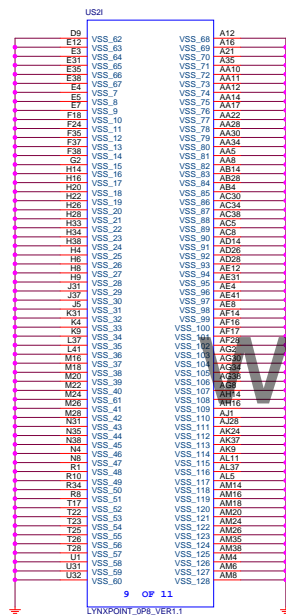 US2I
D9 VSS_62 VSS_68 A12
E12 VSS_63 VSS_69 A16
E3 VSS_64 VSS_70 A21
E31 VSS_65 VSS_71 A35
E35 VSS_66 VSS_72 AA10
E38 VSS_67 VSS_73 AA11
E4 VSS_7 VSS_74 AA12
E5 VSS_8 VSS_75 AA14
E7 VSS_9 VSS_76 AA17
F18 VSS_10 VSS_77 AA22
F24 VSS_11 VSS_78 AA28
F35 VSS_12 VSS_79 AA30
F37 VSS_13 VSS_80 AA34
F38 VSS_14 VSS_81 AA5
G2 VSS_15 VSS_82 AA8
H14 VSS_16 VSS_83 AB14
H16 VSS_17 VSS_84 AB28
H20 VSS_18 VSS_85 AB4
H22 VSS_19 VSS_86 AC30
H26 VSS_20 VSS_87 AC34
H28 VSS_21 VSS_88 AC38
H33 VSS_22 VSS_89 AC5
H34 VSS_23 VSS_90 AC8
H38 VSS_24 VSS_91 AD14
H4 VSS_25 VSS_92 AD26
H6 VSS_26 VSS_93 AD28
H8 VSS_27 VSS_94 AE12
H9 VSS_28 VSS_95 AE31
J31 VSS_29 VSS_96 AE4
J37 VSS_30 VSS_97 AE41
J5 VSS_31 VSS_98 AE8
K31 VSS_32 VSS_99 AF14
K4 VSS_33 VSS_100 AF16
K9 VSS_34 VSS_101 AF17
L37 VSS_35 VSS_102 AF28
L41 VSS_36 VSS_103 AG2
M16 VSS_37 VSS_104 AG30
M18 VSS_38 VSS_105 AG34
M20 VSS_39 VSS_106 AG38
M22 VSS_40 VSS_107 AG8
M24 VSS_61 VSS_108 AH14
M26 VSS_41 VSS_109 AH16
M28 VSS_42 VSS_110 AJ1
N31 VSS_43 VSS_111 AJ28
N35 VSS_44 VSS_112 AK24
N38 VSS_45 VSS_113 AK37
N4 VSS_46 VSS_114 AK9
N8 VSS_47 VSS_115 AL11
R1 VSS_48 VSS_116 AL37
R10 VSS_49 VSS_117 AL5
R34 VSS_50 VSS_118 AM14
R8 VSS_51 VSS_119 AM16
T17 VSS_52 VSS_120 AM18
T22 VSS_53 VSS_121 AM20
T23 VSS_54 VSS_122 AM24
T25 VSS_55 VSS_123 AM26
T26 VSS_56 VSS_124 AM35
T28 VSS_57 VSS_125 AM38
U1 VSS_58 VSS_126 AM4
U31 VSS_59 VSS_127 AM6
U32 VSS_60 VSS_128 AM8
9 OF 11
LYNXPOINT_0P8_VER1.1
W